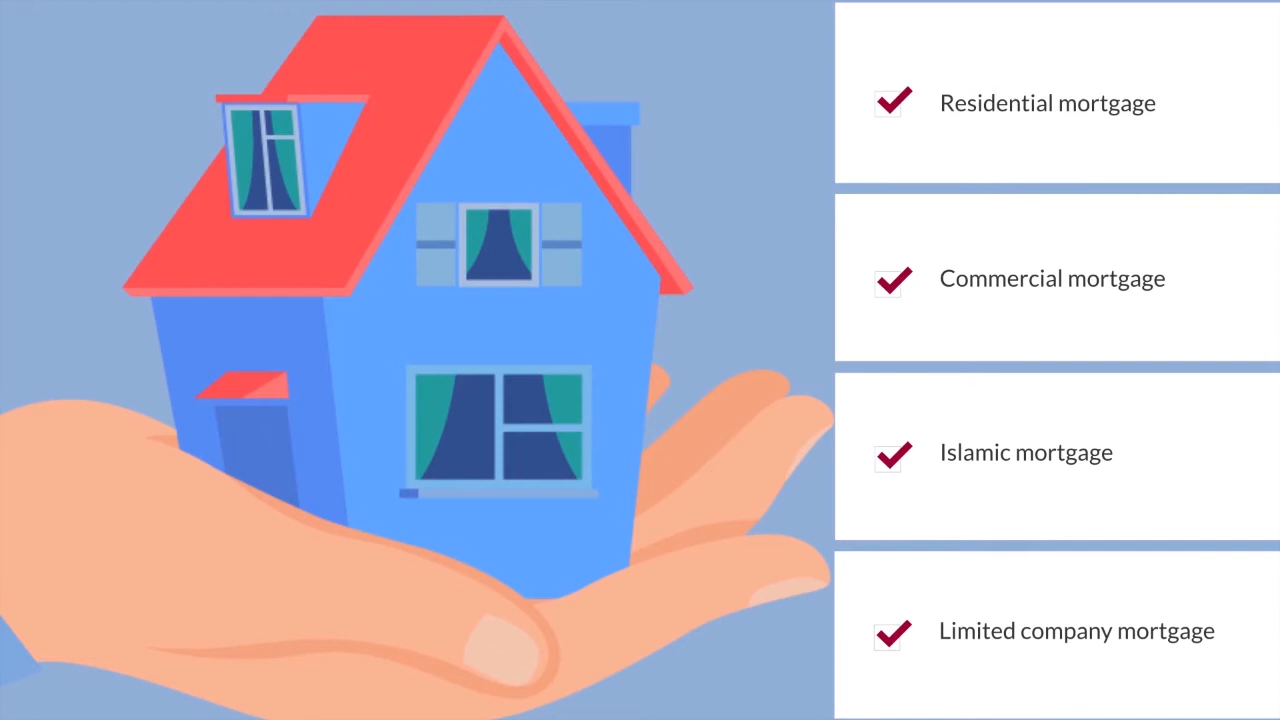 Residential mortgage
Commercial mortgage
Islamic mortgage
Limited company mortgage